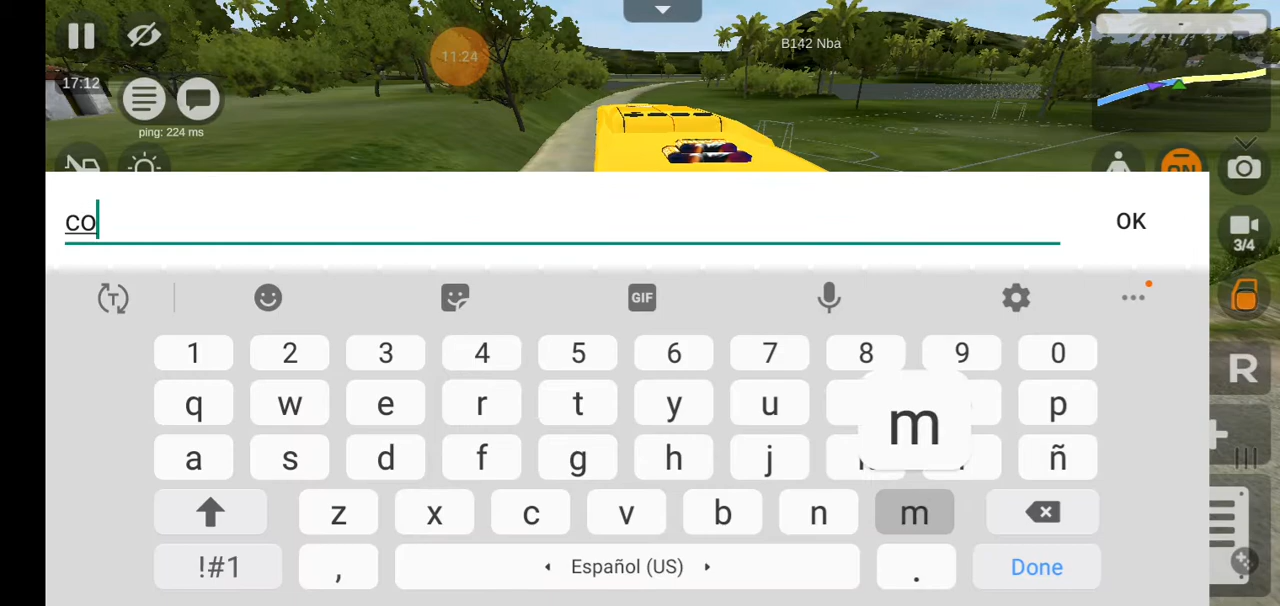 11:24
B142 Nba
-
17:12
ping: 224 ms
ON
co
OK
3/4
T
GIF
1 2 3 4 5 6 7 8 9 0
q w e r t y u p
R
m
a s d f g h j ñ
z x c v b n m
!#1 , Español (US) . Done